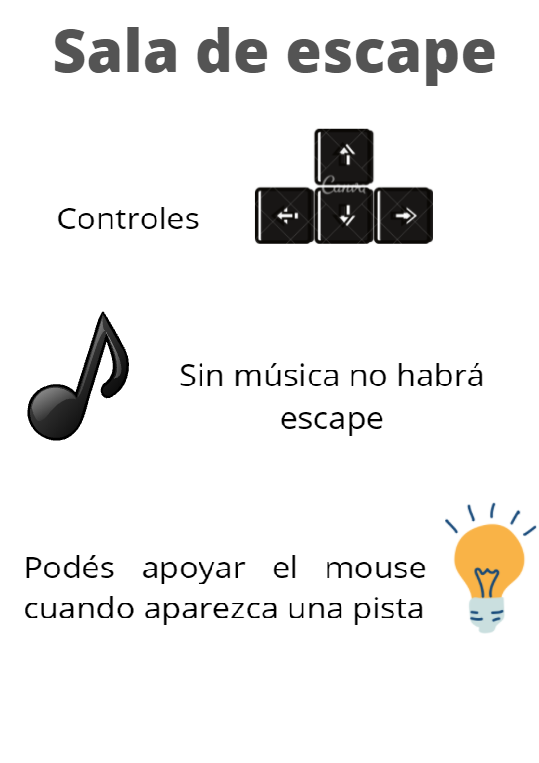 Sala de escape
Canva
Controles
Sin música no habrá
escape
Podés apoyar el mouse
cuando aparezca una pista